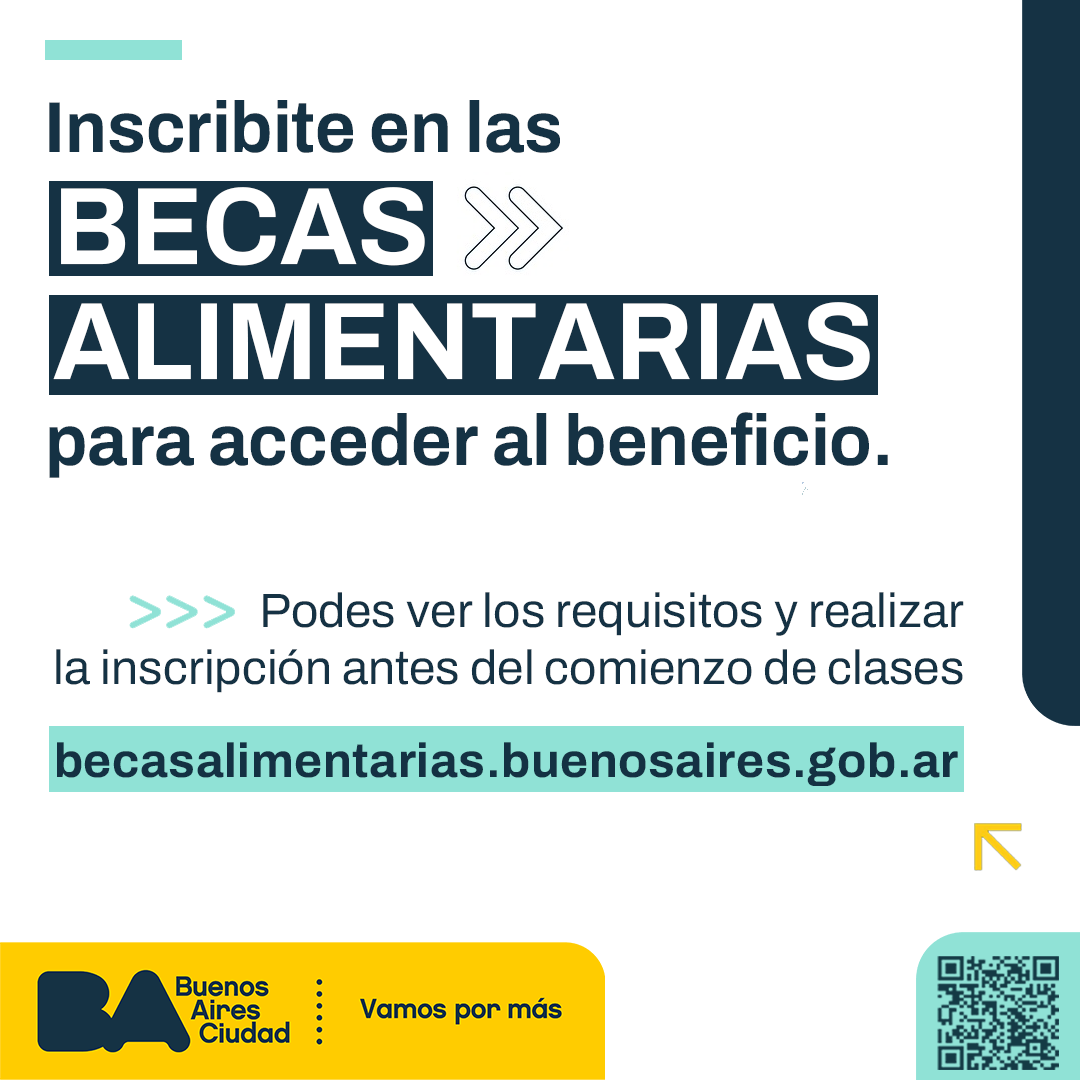 Inscribite en las
BECAS
ALIMENTARIAS
para acceder al beneficio.
>>> Podes ver los requisitos y realizar
la inscripción antes del comienzo de clases
becasalimentarias.buenosaires.gob.ar
BA Buenos
Aires
Ciudad
Vamos por más